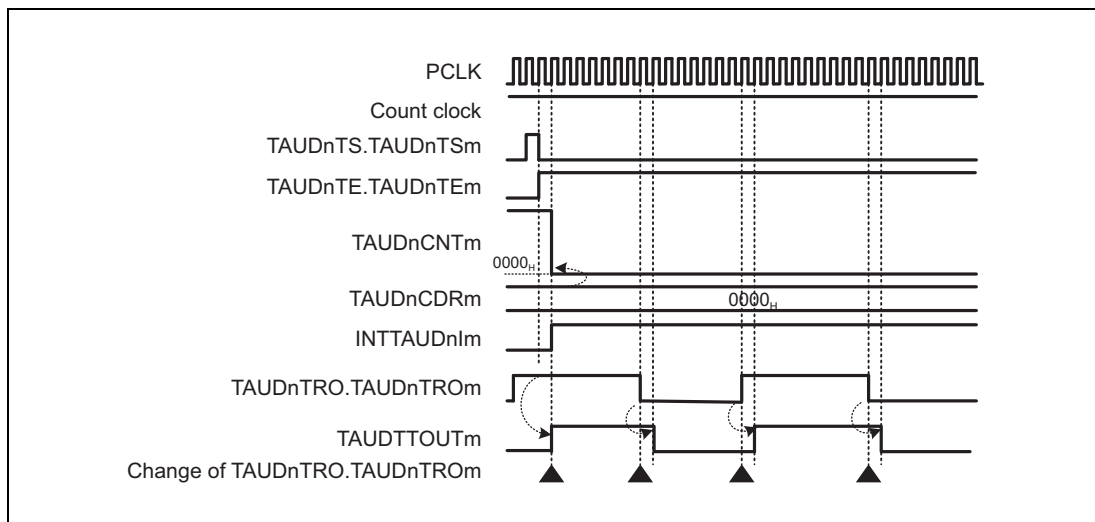 PCLK
Count clock
TAUDnTS.TAUDnTSm
TAUDnTE.TAUDnTEm
TAUDnCNTm
0000H
TAUDnCDRm
0000H
INTTAUDnIm
TAUDnTRO.TAUDnTROm
TAUDTTOUTm
Change of TAUDnTRO.TAUDnTROm